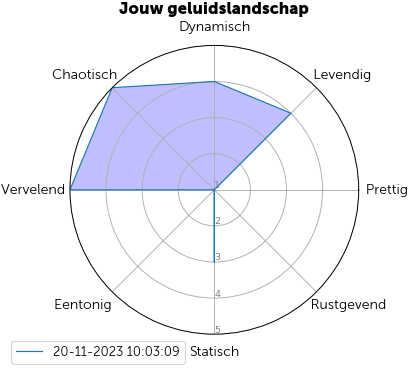 Jouw geluidslandschap
Dynamisch
Chaotisch
Levendig
Vervelend
1
Prettig
2
3
4
Eentonig
Rustgevend
5
20-11-2023 10:03:09
Statisch